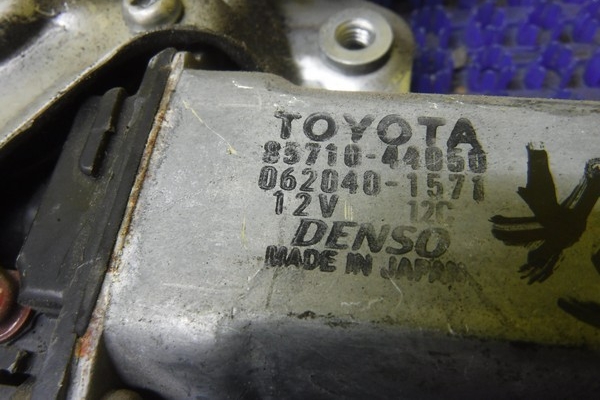 TOYOTA
85710-44050
062040-1571
12V 12C
DENSO
MADE IN JAPAN